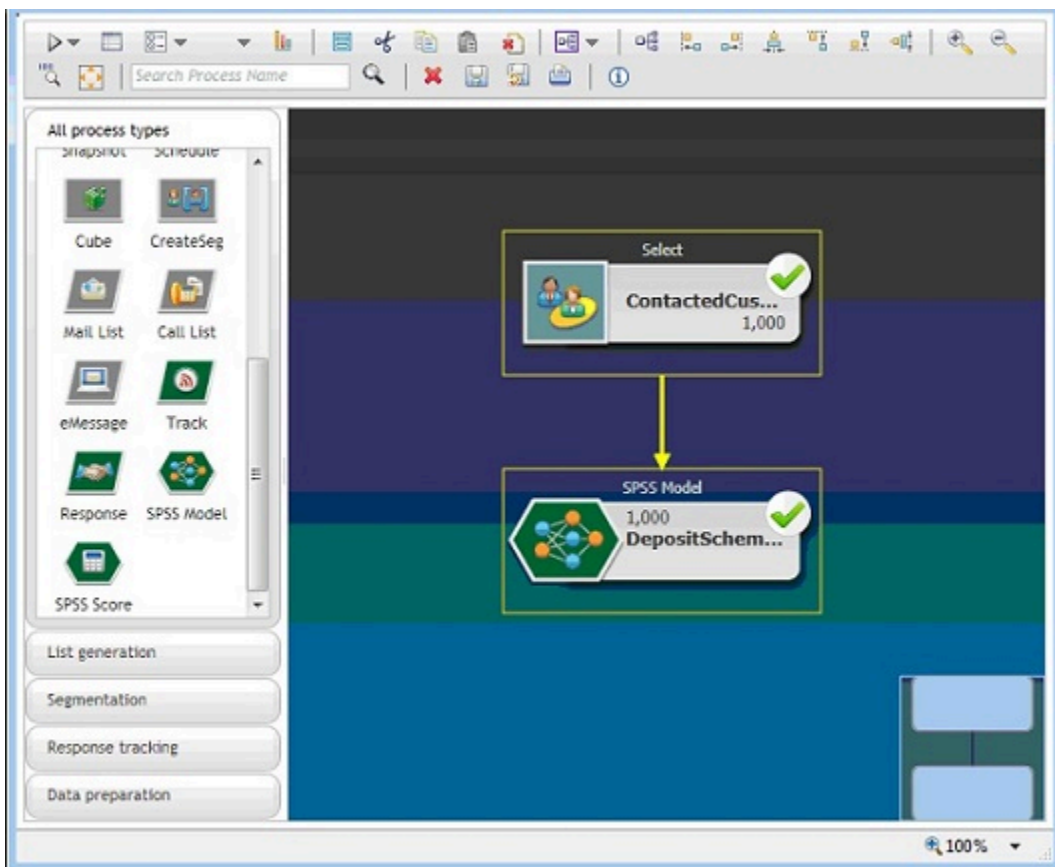 Search Process Name
All process types
Snapshot Schedule
Cube CreateSeg
Mail List Call List
eMessage Track
Response SPSS Model
SPSS Score
List generation
Segmentation
Response tracking
Data preparation
Select
ContactedCus...
1,000
SPSS Model
1,000
DepositSchem...
100%